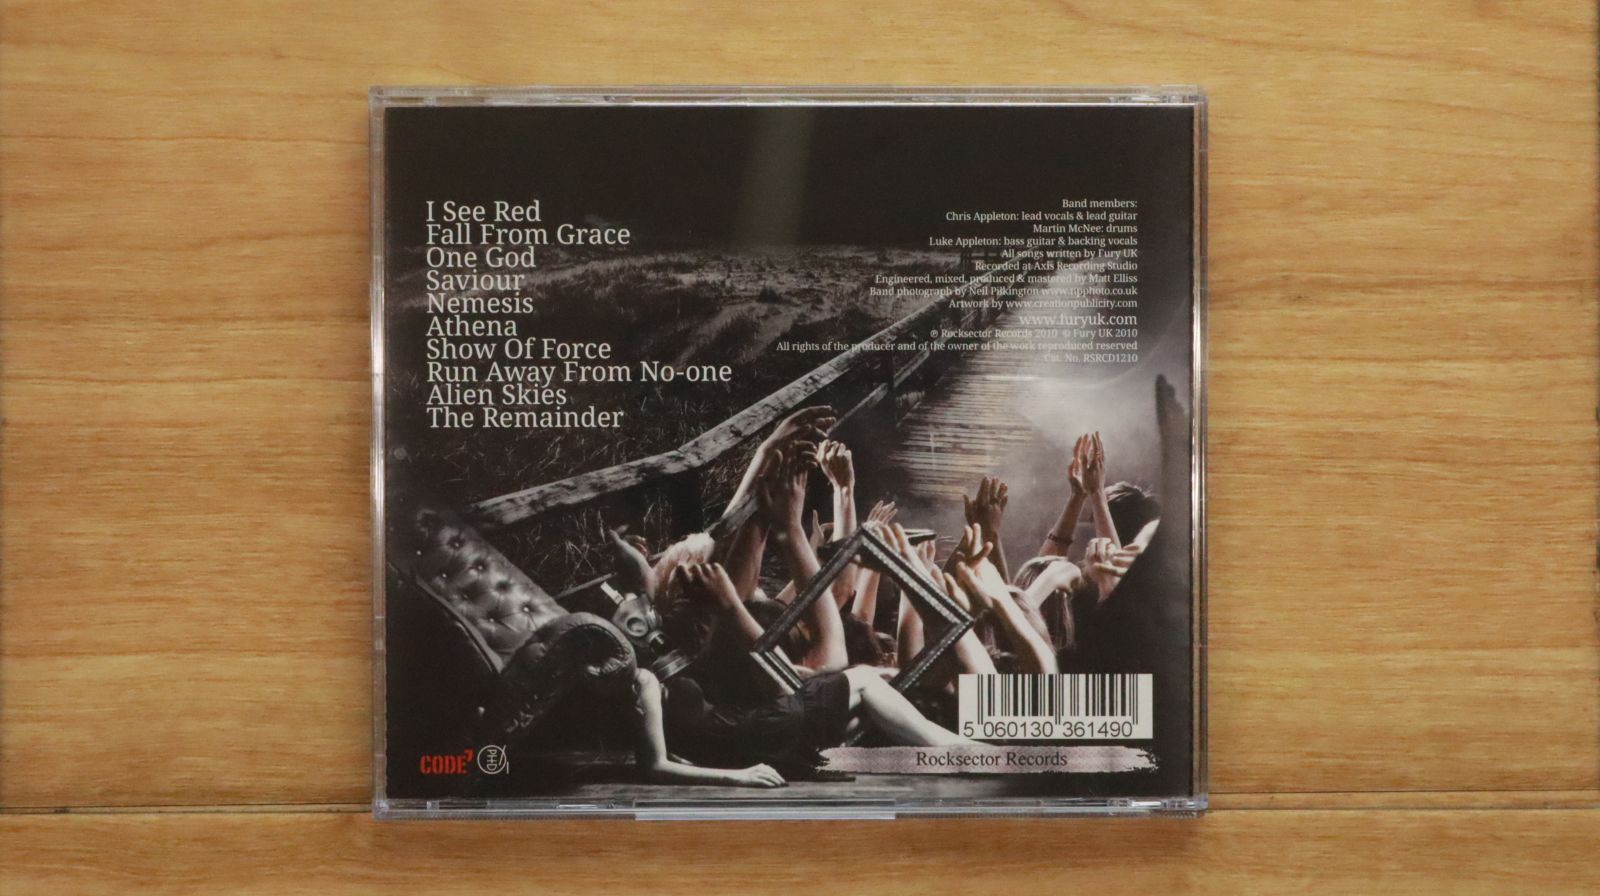 I See Red
Fall From Grace
One God
Saviour
Nemesis
Athena
Show Of Force
Run Away From No-one
Alien Skies
The Remainder
Band members:
Chris Appleton: lead vocals & lead guitar
Martin McNee: drums
Luke Appleton: bass guitar & backing vocals
All songs written by Fury UK
Recorded at Axis Recording Studio
Engineered, mixed, produced & mastered by Matt Elliss
Band photograph by Neil Pilkington www.npphoto.co.uk
Artwork by www.creationpublicity.com
www.furyuk.com
℗ Rocksector Records 2010 © Fury UK 2010
All rights of the producer and of the owner of the work reproduced reserved
Cat. No. RSRCD1210
5 060130 361490
Rocksector Records
CODE7
PHD